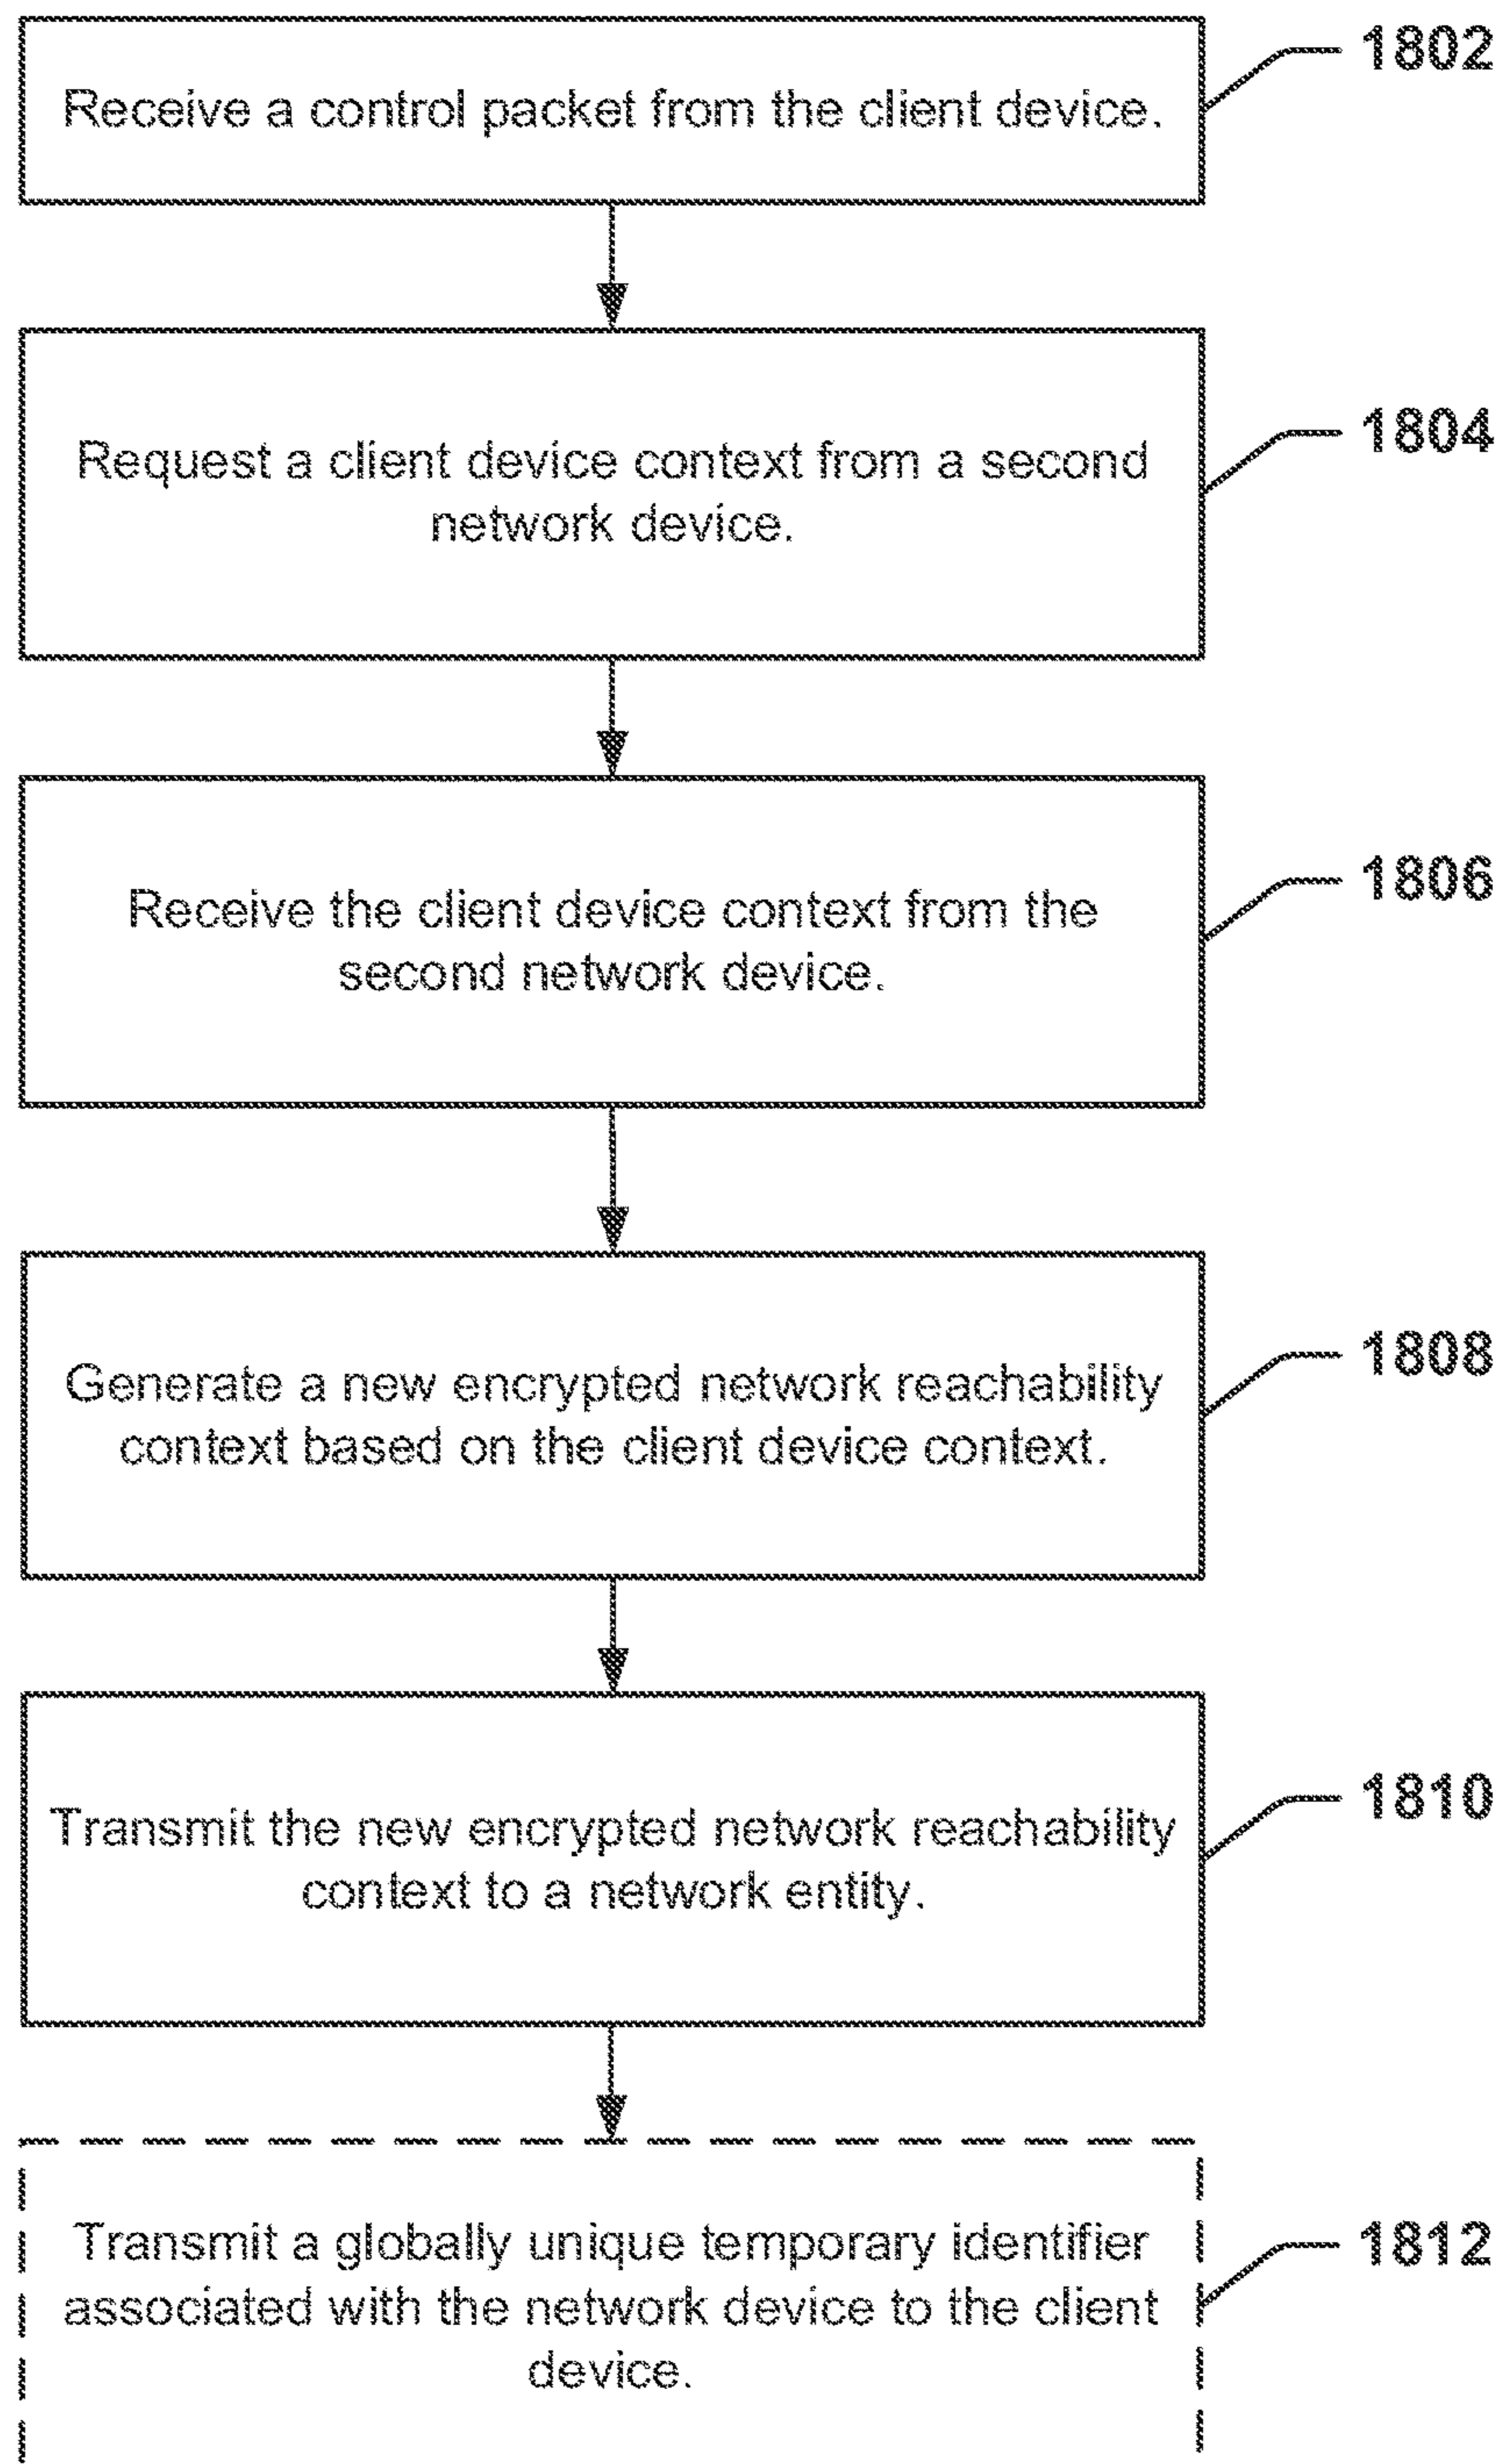 Receive a control packet from the client device.
1802
Request a client device context from a second
network device.
1804
Receive the client device context from the
second network device.
1806
Generate a new encrypted network reachability
context based on the client device context.
1808
Transmit the new encrypted network reachability
context to a network entity.
1810
Transmit a globally unique temporary identifier
associated with the network device to the client
device.
1812